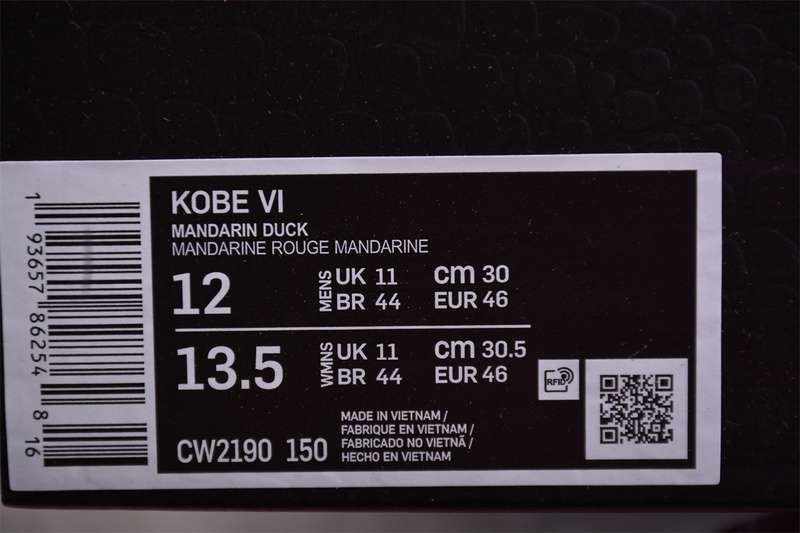 KOBE VI
MANDARIN DUCK
MANDARINE ROUGE MANDARINE
12 MENS UK 11 cm 30
BR 44 EUR 46
13.5 WMNS UK 11 cm 30.5
BR 44 EUR 46
RFID
CW2190 150
MADE IN VIETNAM /
FABRIQUE EN VIETNAM /
FABRICADO NO VIETNÃ /
HECHO EN VIETNAM
1 93657 86254 8 16